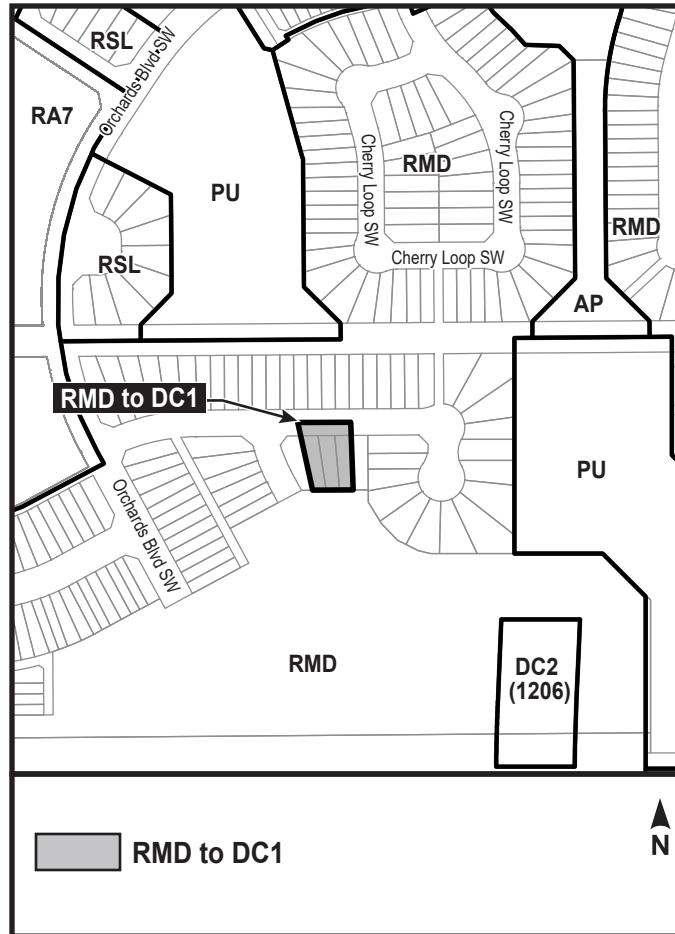 RSL
Orchards Blvd SW
RA7
PU
Cherry Loop SW
RMD
Cherry Loop SW
RMD
RSL
Cherry Loop SW
AP
RMD to DC1
PU
Orchards Blvd SW
RMD
DC2
(1206)
RMD to DC1
N